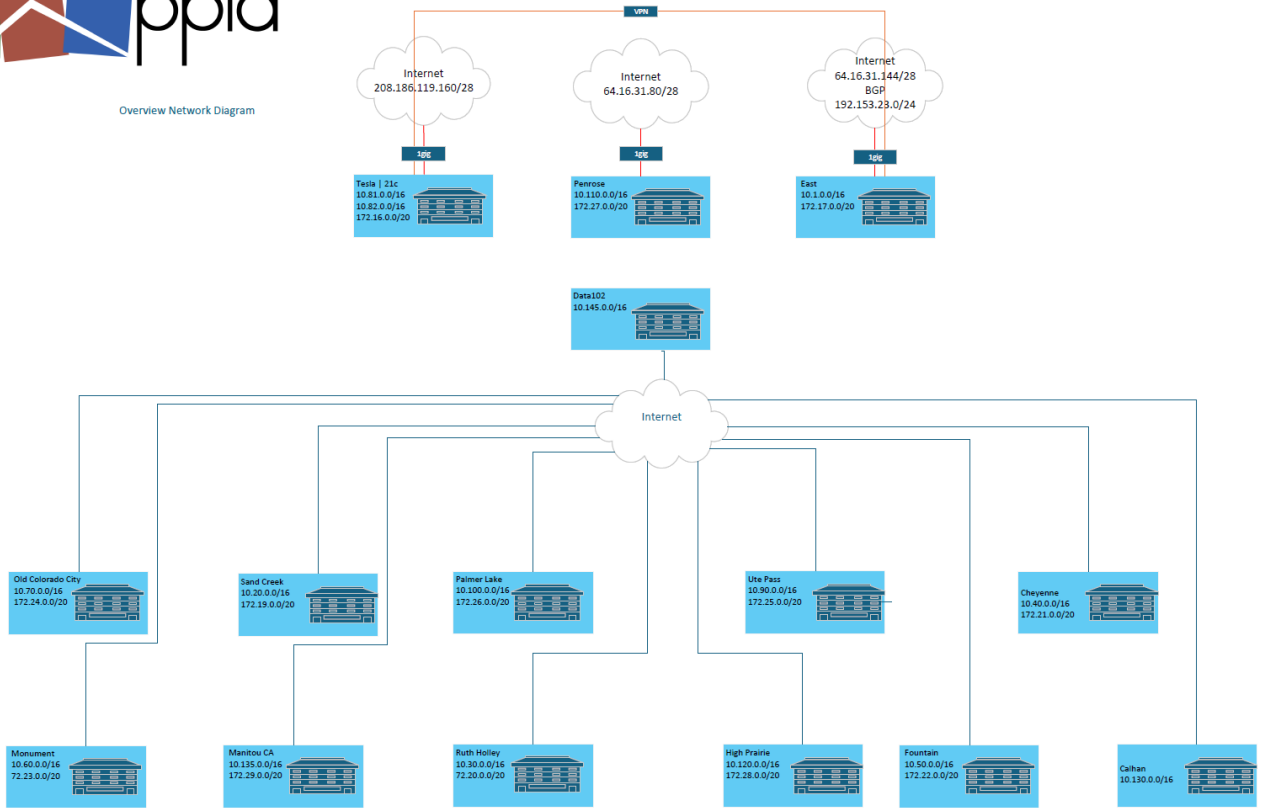 VPN
ppia
Overview Network Diagram
Internet
208.186.119.160/28
Internet
64.16.31.80/28
Internet
64.16.31.144/28
BGP
192.153.23.0/24
1gig
1gig
1gig
Tesla | 21c
10.81.0.0/16
10.82.0.0/16
172.16.0.0/20
Penrose
10.110.0.0/16
172.27.0.0/20
East
10.1.0.0/16
172.17.0.0/20
Data102
10.145.0.0/16
Internet
Old Colorado City
10.70.0.0/16
172.24.0.0/20
Sand Creek
10.20.0.0/16
172.19.0.0/20
Palmer Lake
10.100.0.0/16
172.26.0.0/20
Ute Pass
10.90.0.0/16
172.25.0.0/20
Cheyenne
10.40.0.0/16
172.21.0.0/20
Monument
10.60.0.0/16
72.23.0.0/20
Manitou CA
10.135.0.0/16
172.29.0.0/20
Ruth Holley
10.30.0.0/16
72.20.0.0/20
High Prairie
10.120.0.0/16
172.28.0.0/20
Fountain
10.50.0.0/16
172.22.0.0/20
Calhan
10.130.0.0/16